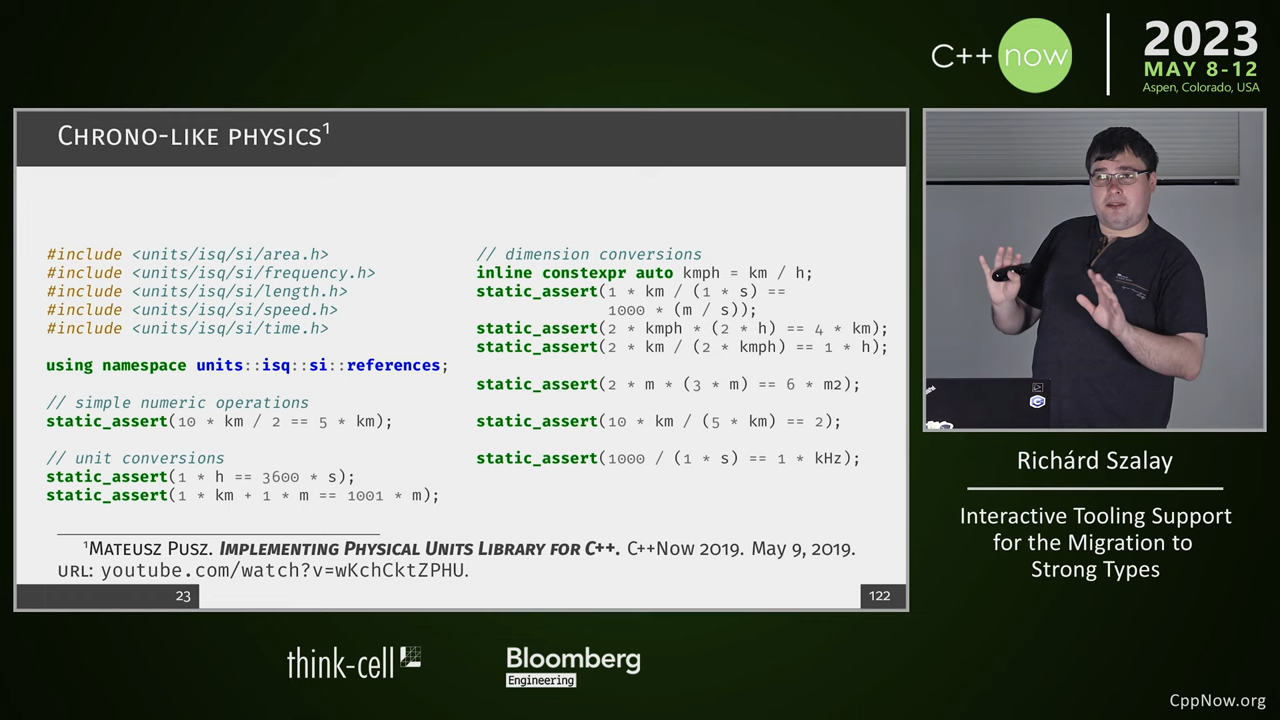 C++ now
2023
MAY 8-12
Aspen, Colorado, USA
CHRONO-LIKE PHYSICS¹
#include <units/isq/si/area.h>
#include <units/isq/si/frequency.h>
#include <units/isq/si/length.h>
#include <units/isq/si/speed.h>
#include <units/isq/si/time.h>
using namespace units::isq::si::references;
// simple numeric operations
static_assert(10 * km / 2 == 5 * km);
// unit conversions
static_assert(1 * h == 3600 * s);
static_assert(1 * km + 1 * m == 1001 * m);
// dimension conversions
inline constexpr auto kmph = km / h;
static_assert(1 * km / (1 * s) ==
1000 * (m / s));
static_assert(2 * kmph * (2 * h) == 4 * km);
static_assert(2 * km / (2 * kmph) == 1 * h);
static_assert(2 * m * (3 * m) == 6 * m2);
static_assert(10 * km / (5 * km) == 2);
static_assert(1000 / (1 * s) == 1 * kHz);
¹MATEUSZ PUSZ. IMPLEMENTING PHYSICAL UNITS LIBRARY FOR C++. C++Now 2019. May 9, 2019.
URL: youtube.com/watch?v=wKchCktZPHU.
23
122
Richárd Szalay
Interactive Tooling Support
for the Migration to
Strong Types
think-cell
Bloomberg
Engineering
CppNow.org